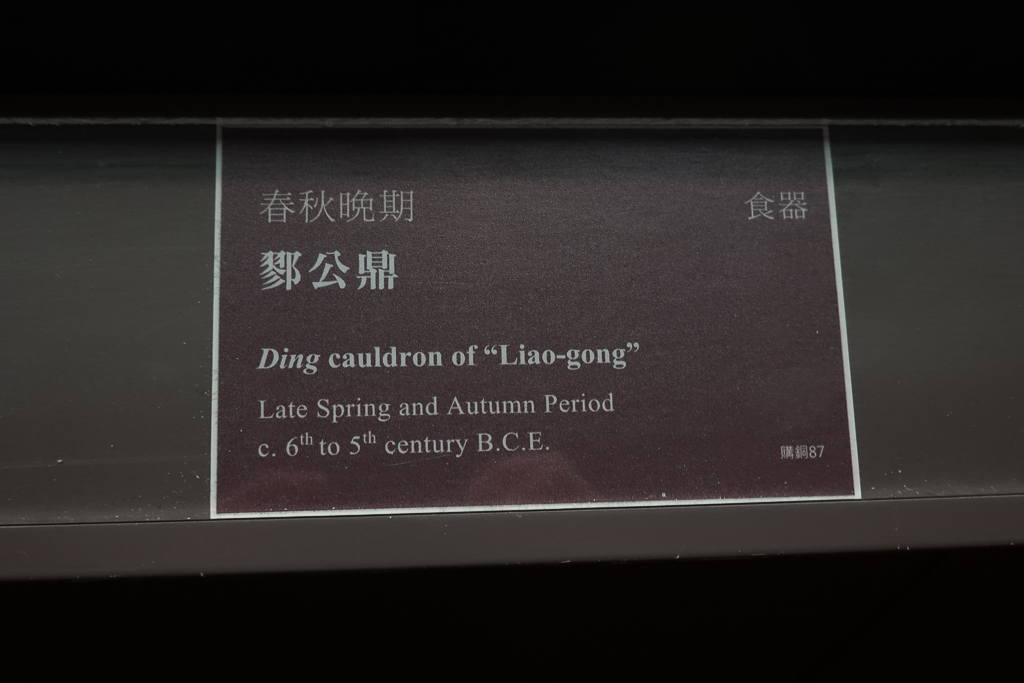 春秋晚期 食器
鄝公鼎
Ding cauldron of “Liao-gong”
Late Spring and Autumn Period
c. 6th to 5th century B.C.E.
購銅87